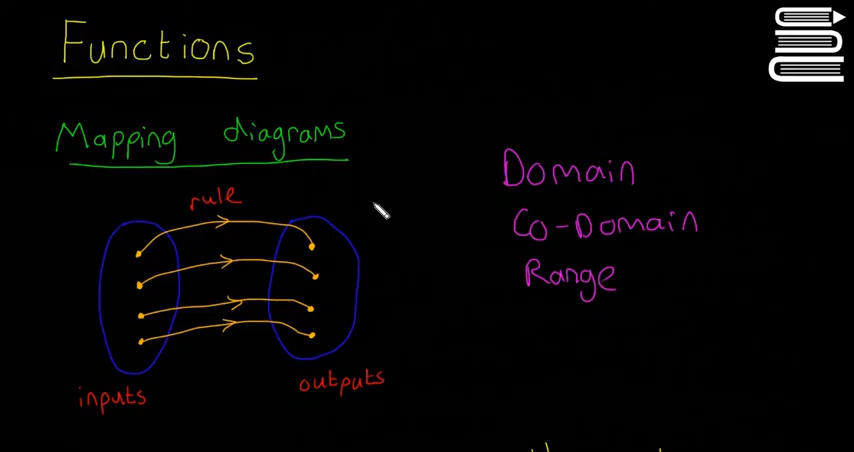 Functions
Mapping diagrams
rule
inputs
outputs
Domain
Co-Domain
Range